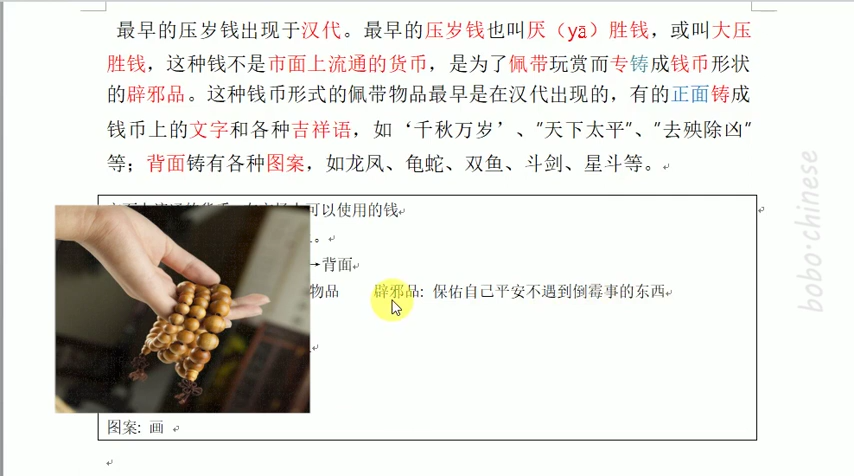 最早的压岁钱出现于汉代。最早的压岁钱也叫厌（yā）胜钱，或叫大压
胜钱，这种钱不是市面上流通的货币，是为了佩带玩赏而专铸成钱币形状
的辟邪品。这种钱币形式的佩带物品最早是在汉代出现的，有的正面铸成
钱币上的文字和各种吉祥语，如‘千秋万岁’、"天下太平"、"去殃除凶"
等；背面铸有各种图案，如龙凤、龟蛇、双鱼、斗剑、星斗等。
可以使用的钱
。
→背面
物品 辟邪品: 保佑自己平安不遇到倒霉事的东西
图案: 画
bobo·chinese